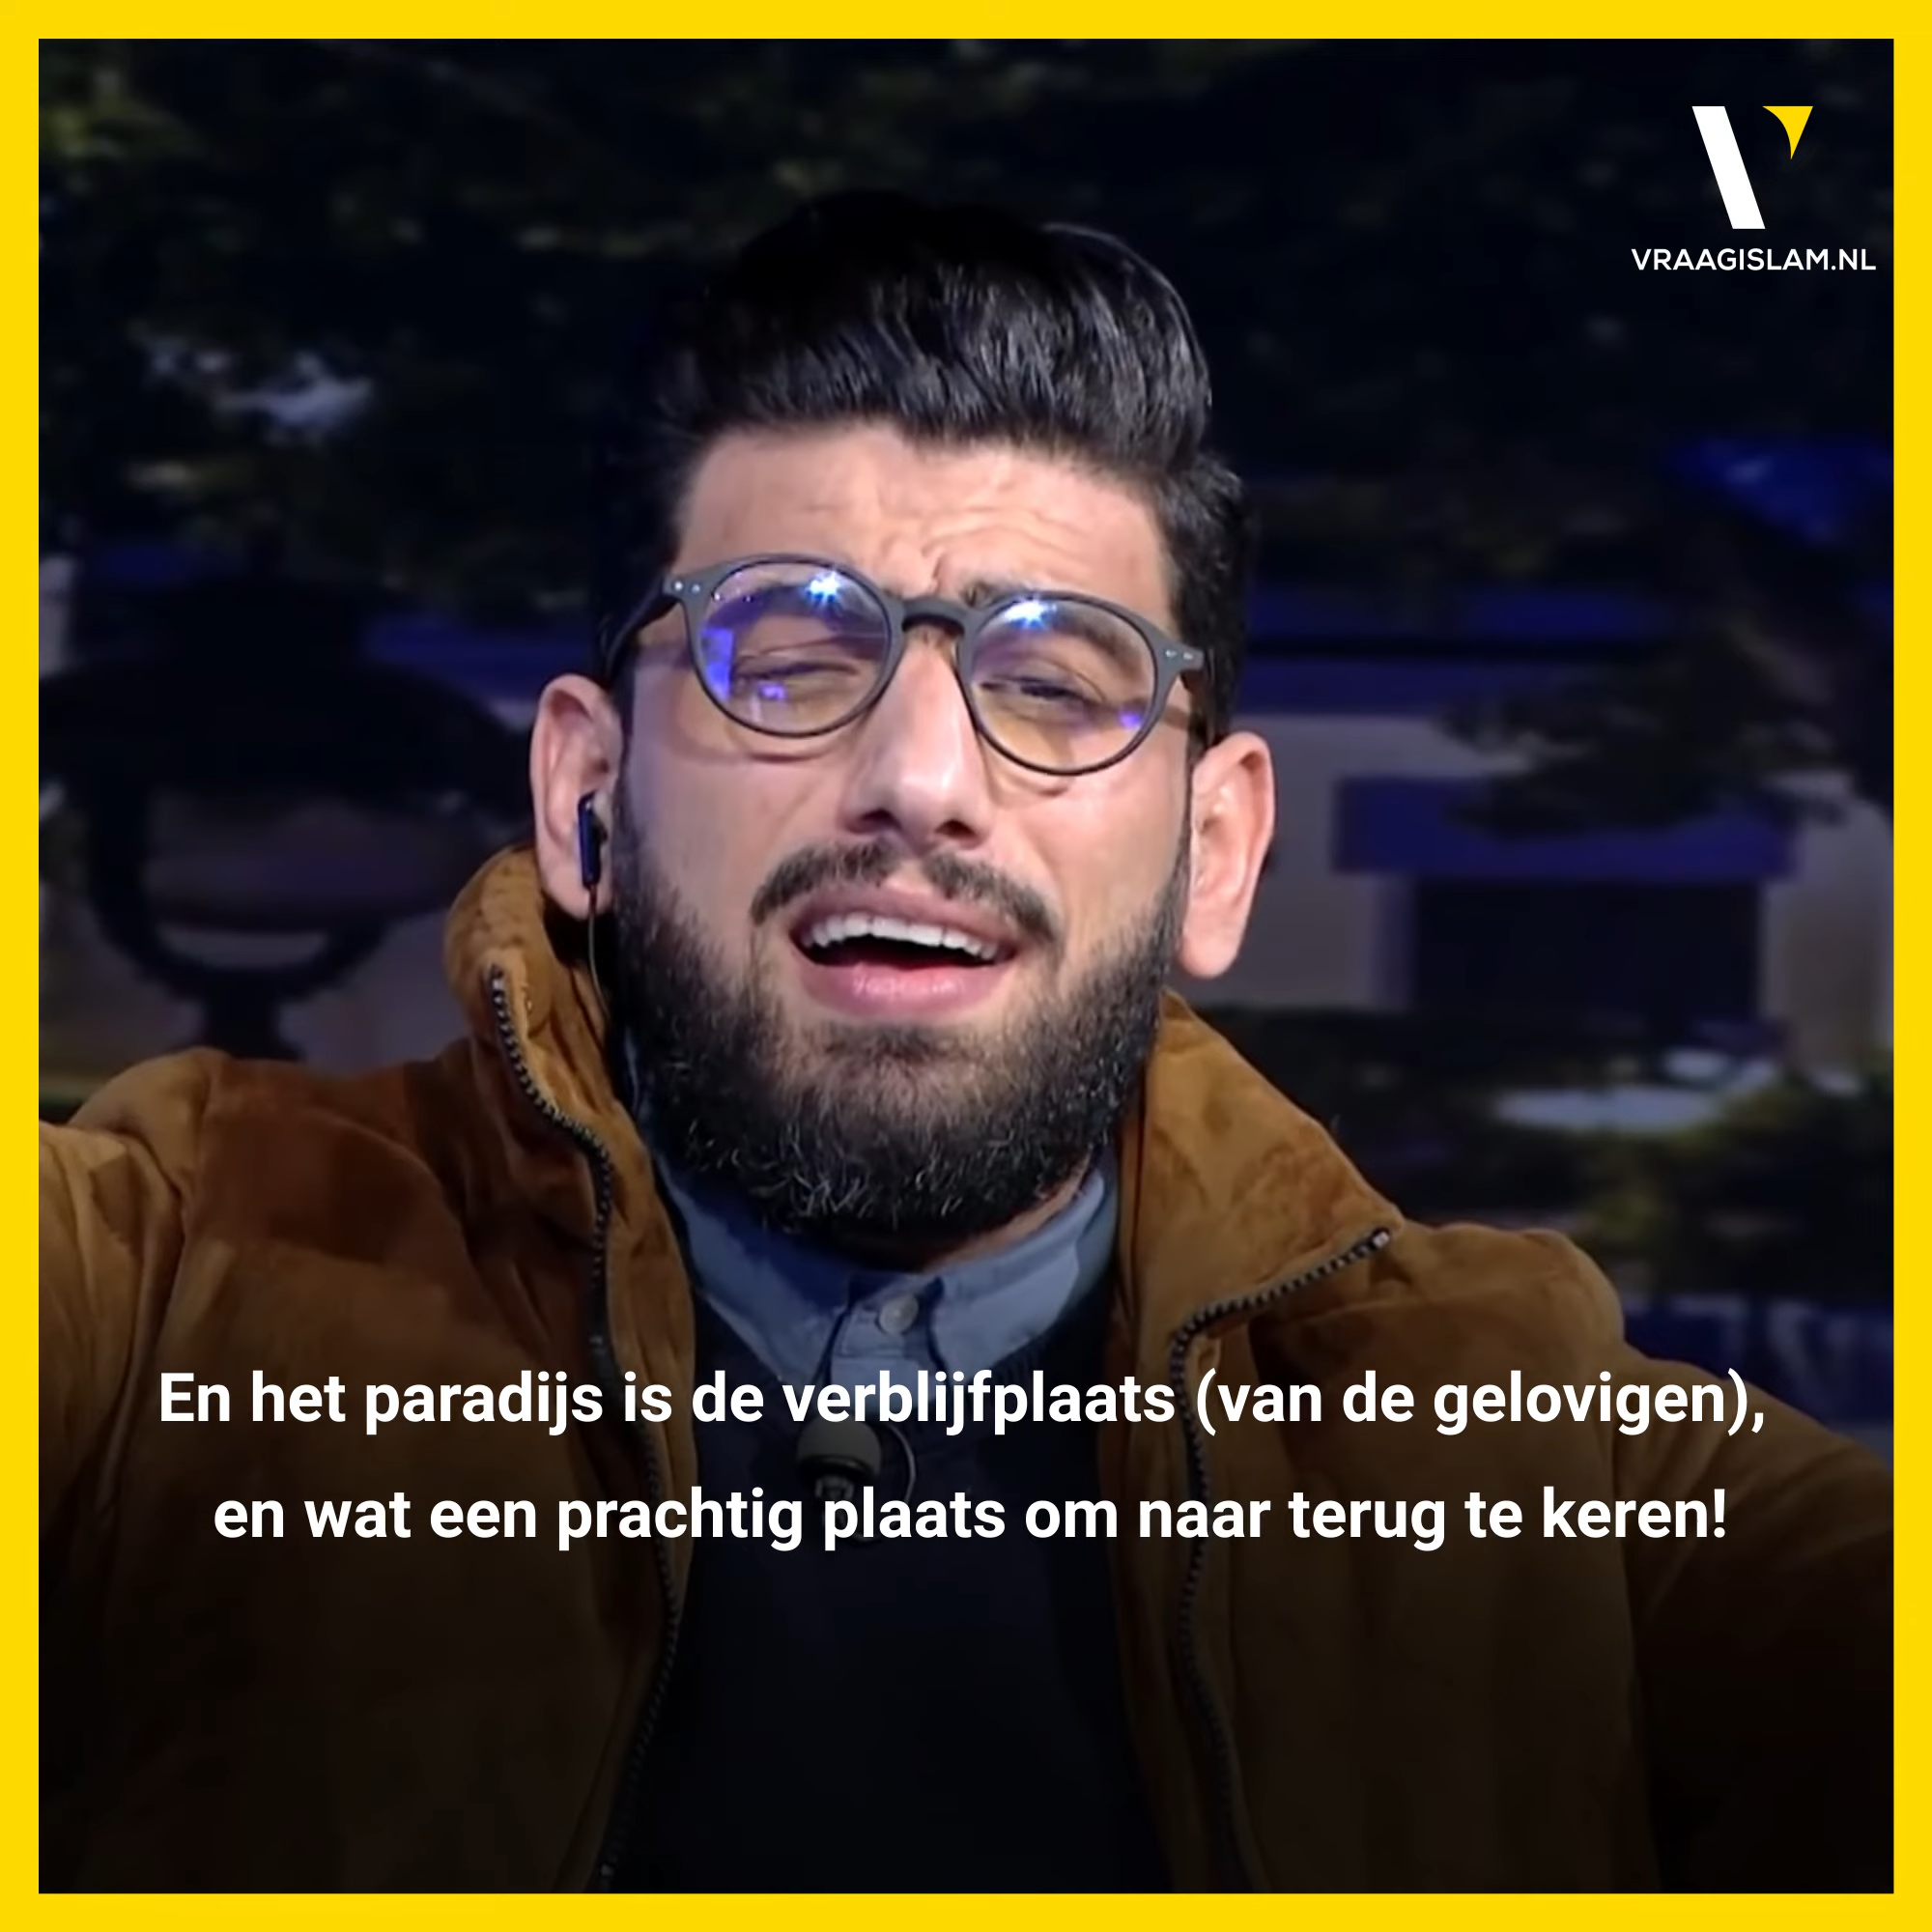 VRAAGISLAM.NL
En het paradijs is de verblijfplaats (van de gelovigen),
en wat een prachtig plaats om naar terug te keren!